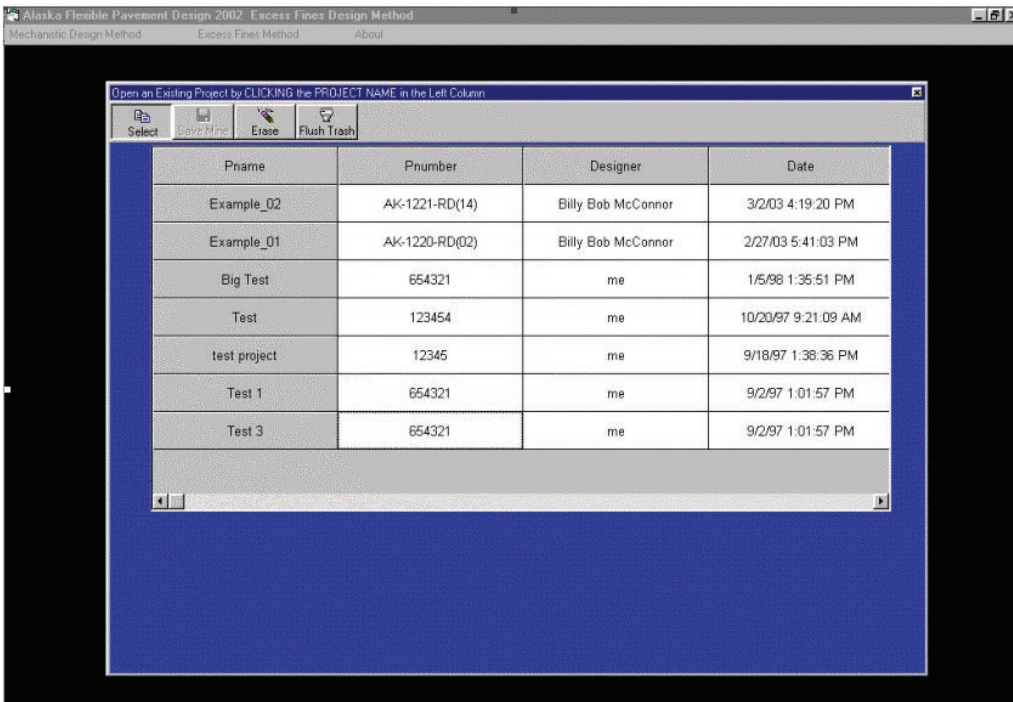 Alaska Flexible Pavement Design 2002 Excess Fines Design Method
Mechanistic Design Method Excess Fines Method About
Open an Existing Project by CLICKING the PROJECT NAME in the Left Column
Select Save Mine Erase Flush Trash
Pname Pnumber Designer Date
Example_02 AK-1221-RD(14) Billy Bob McConnor 3/2/03 4:19:20 PM
Example_01 AK-1220-RD(02) Billy Bob McConnor 2/27/03 5:41:03 PM
Big Test 654321 me 1/5/98 1:35:51 PM
Test 123454 me 10/20/97 9:21:09 AM
test project 12345 me 9/18/97 1:38:36 PM
Test 1 654321 me 9/2/97 1:01:57 PM
Test 3 654321 me 9/2/97 1:01:57 PM